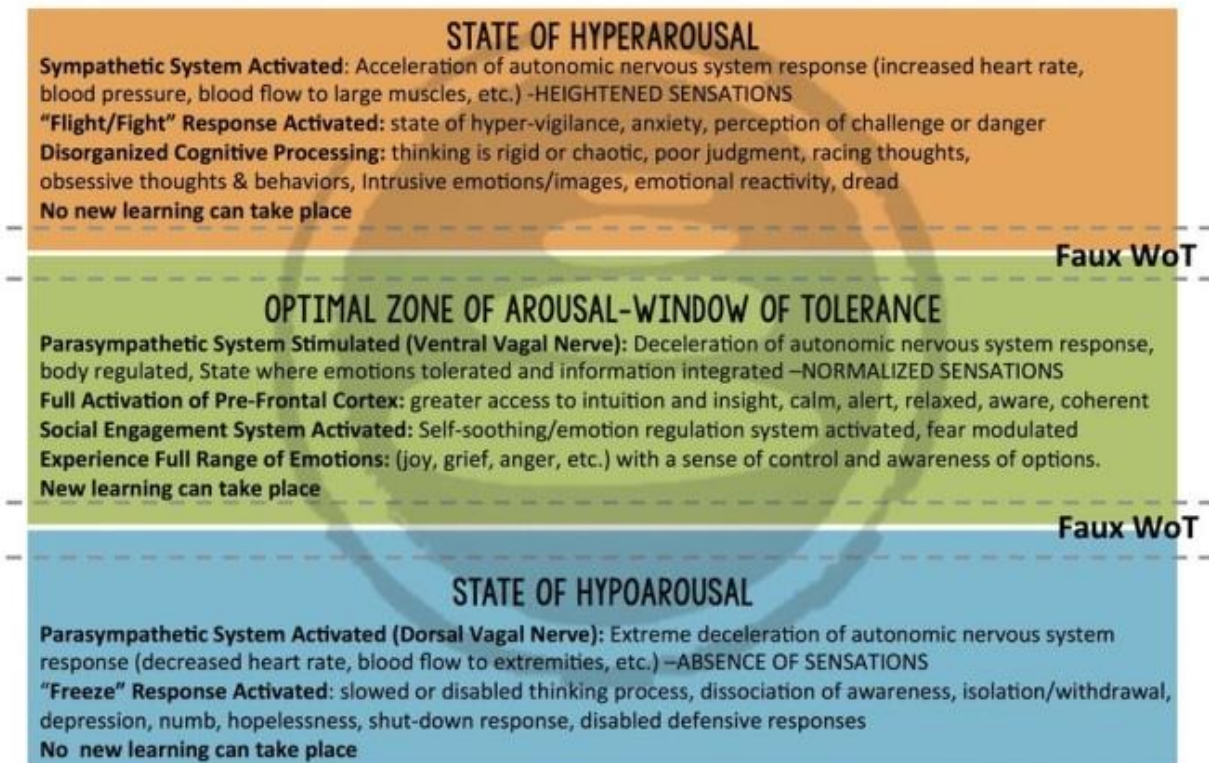 STATE OF HYPERAROUSAL
Sympathetic System Activated: Acceleration of autonomic nervous system response (increased heart rate,
blood pressure, blood flow to large muscles, etc.) -HEIGHTENED SENSATIONS
“Flight/Fight” Response Activated: state of hyper-vigilance, anxiety, perception of challenge or danger
Disorganized Cognitive Processing: thinking is rigid or chaotic, poor judgment, racing thoughts,
obsessive thoughts & behaviors, Intrusive emotions/images, emotional reactivity, dread
No new learning can take place
Faux WoT
OPTIMAL ZONE OF AROUSAL-WINDOW OF TOLERANCE
Parasympathetic System Stimulated (Ventral Vagal Nerve): Deceleration of autonomic nervous system response,
body regulated, State where emotions tolerated and information integrated –NORMALIZED SENSATIONS
Full Activation of Pre-Frontal Cortex: greater access to intuition and insight, calm, alert, relaxed, aware, coherent
Social Engagement System Activated: Self-soothing/emotion regulation system activated, fear modulated
Experience Full Range of Emotions: (joy, grief, anger, etc.) with a sense of control and awareness of options.
New learning can take place
Faux WoT
STATE OF HYPOAROUSAL
Parasympathetic System Activated (Dorsal Vagal Nerve): Extreme deceleration of autonomic nervous system
response (decreased heart rate, blood flow to extremities, etc.) –ABSENCE OF SENSATIONS
“Freeze” Response Activated: slowed or disabled thinking process, dissociation of awareness, isolation/withdrawal,
depression, numb, hopelessness, shut-down response, disabled defensive responses
No new learning can take place